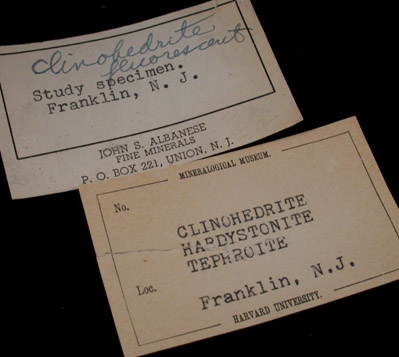 clinohedrite
fluorescent
Study specimen.
Franklin, N. J.
JOHN S. ALBANESE
FINE MINERALS
P. O. BOX 221, UNION, N. J.
MINERALOGICAL MUSEUM.
No.
CLINOHEDRITE
HARDYSTONITE
TEPHROITE
Loc.
Franklin, N.J.
HARVARD UNIVERSITY.